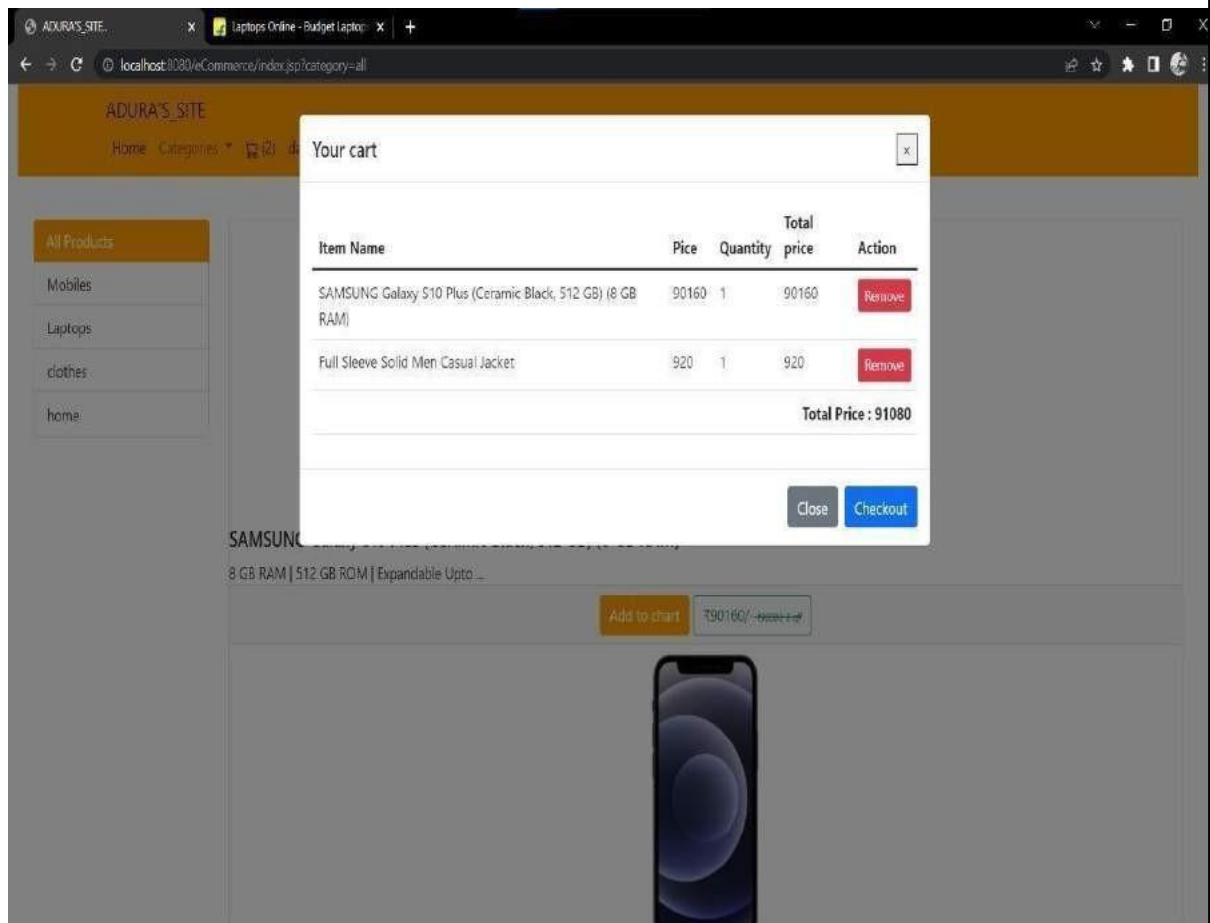 ADURA'S_SITE.
x
Laptops Online - Budget Laptop
x
+
localhost:8080/eCommerce/index.jsp?category=all
ADURA'S_SITE
Home Categories (2)
Your cart
x
Item Name Pice Quantity Total price Action
SAMSUNG Galaxy S10 Plus (Ceramic Black, 512 GB) (8 GB 90160 1 90160 Remove
RAM)
Full Sleeve Solid Men Casual Jacket 920 1 920 Remove
Total Price : 91080
Close Checkout
All Products
Mobiles
Laptops
clothes
home
SAMSUNG
8 GB RAM | 512 GB ROM | Expandable Upto ...
Add to chart ₹90160/-